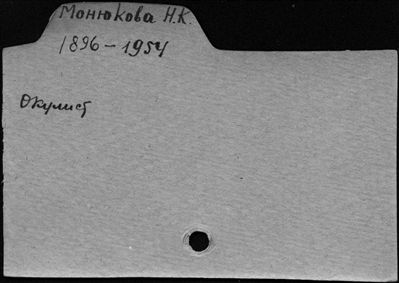 Монюкова Н.К.
1896-1954
Окулист